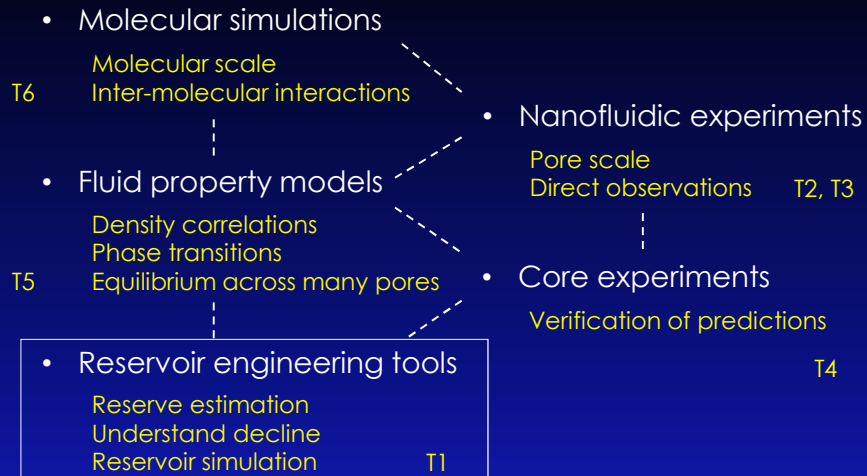 • Molecular simulations
Molecular scale
T6 Inter-molecular interactions
• Nanofluidic experiments
Pore scale
Direct observations T2, T3
• Fluid property models
Density correlations
Phase transitions
T5 Equilibrium across many pores
• Core experiments
Verification of predictions
T4
• Reservoir engineering tools
Reserve estimation
Understand decline
Reservoir simulation T1